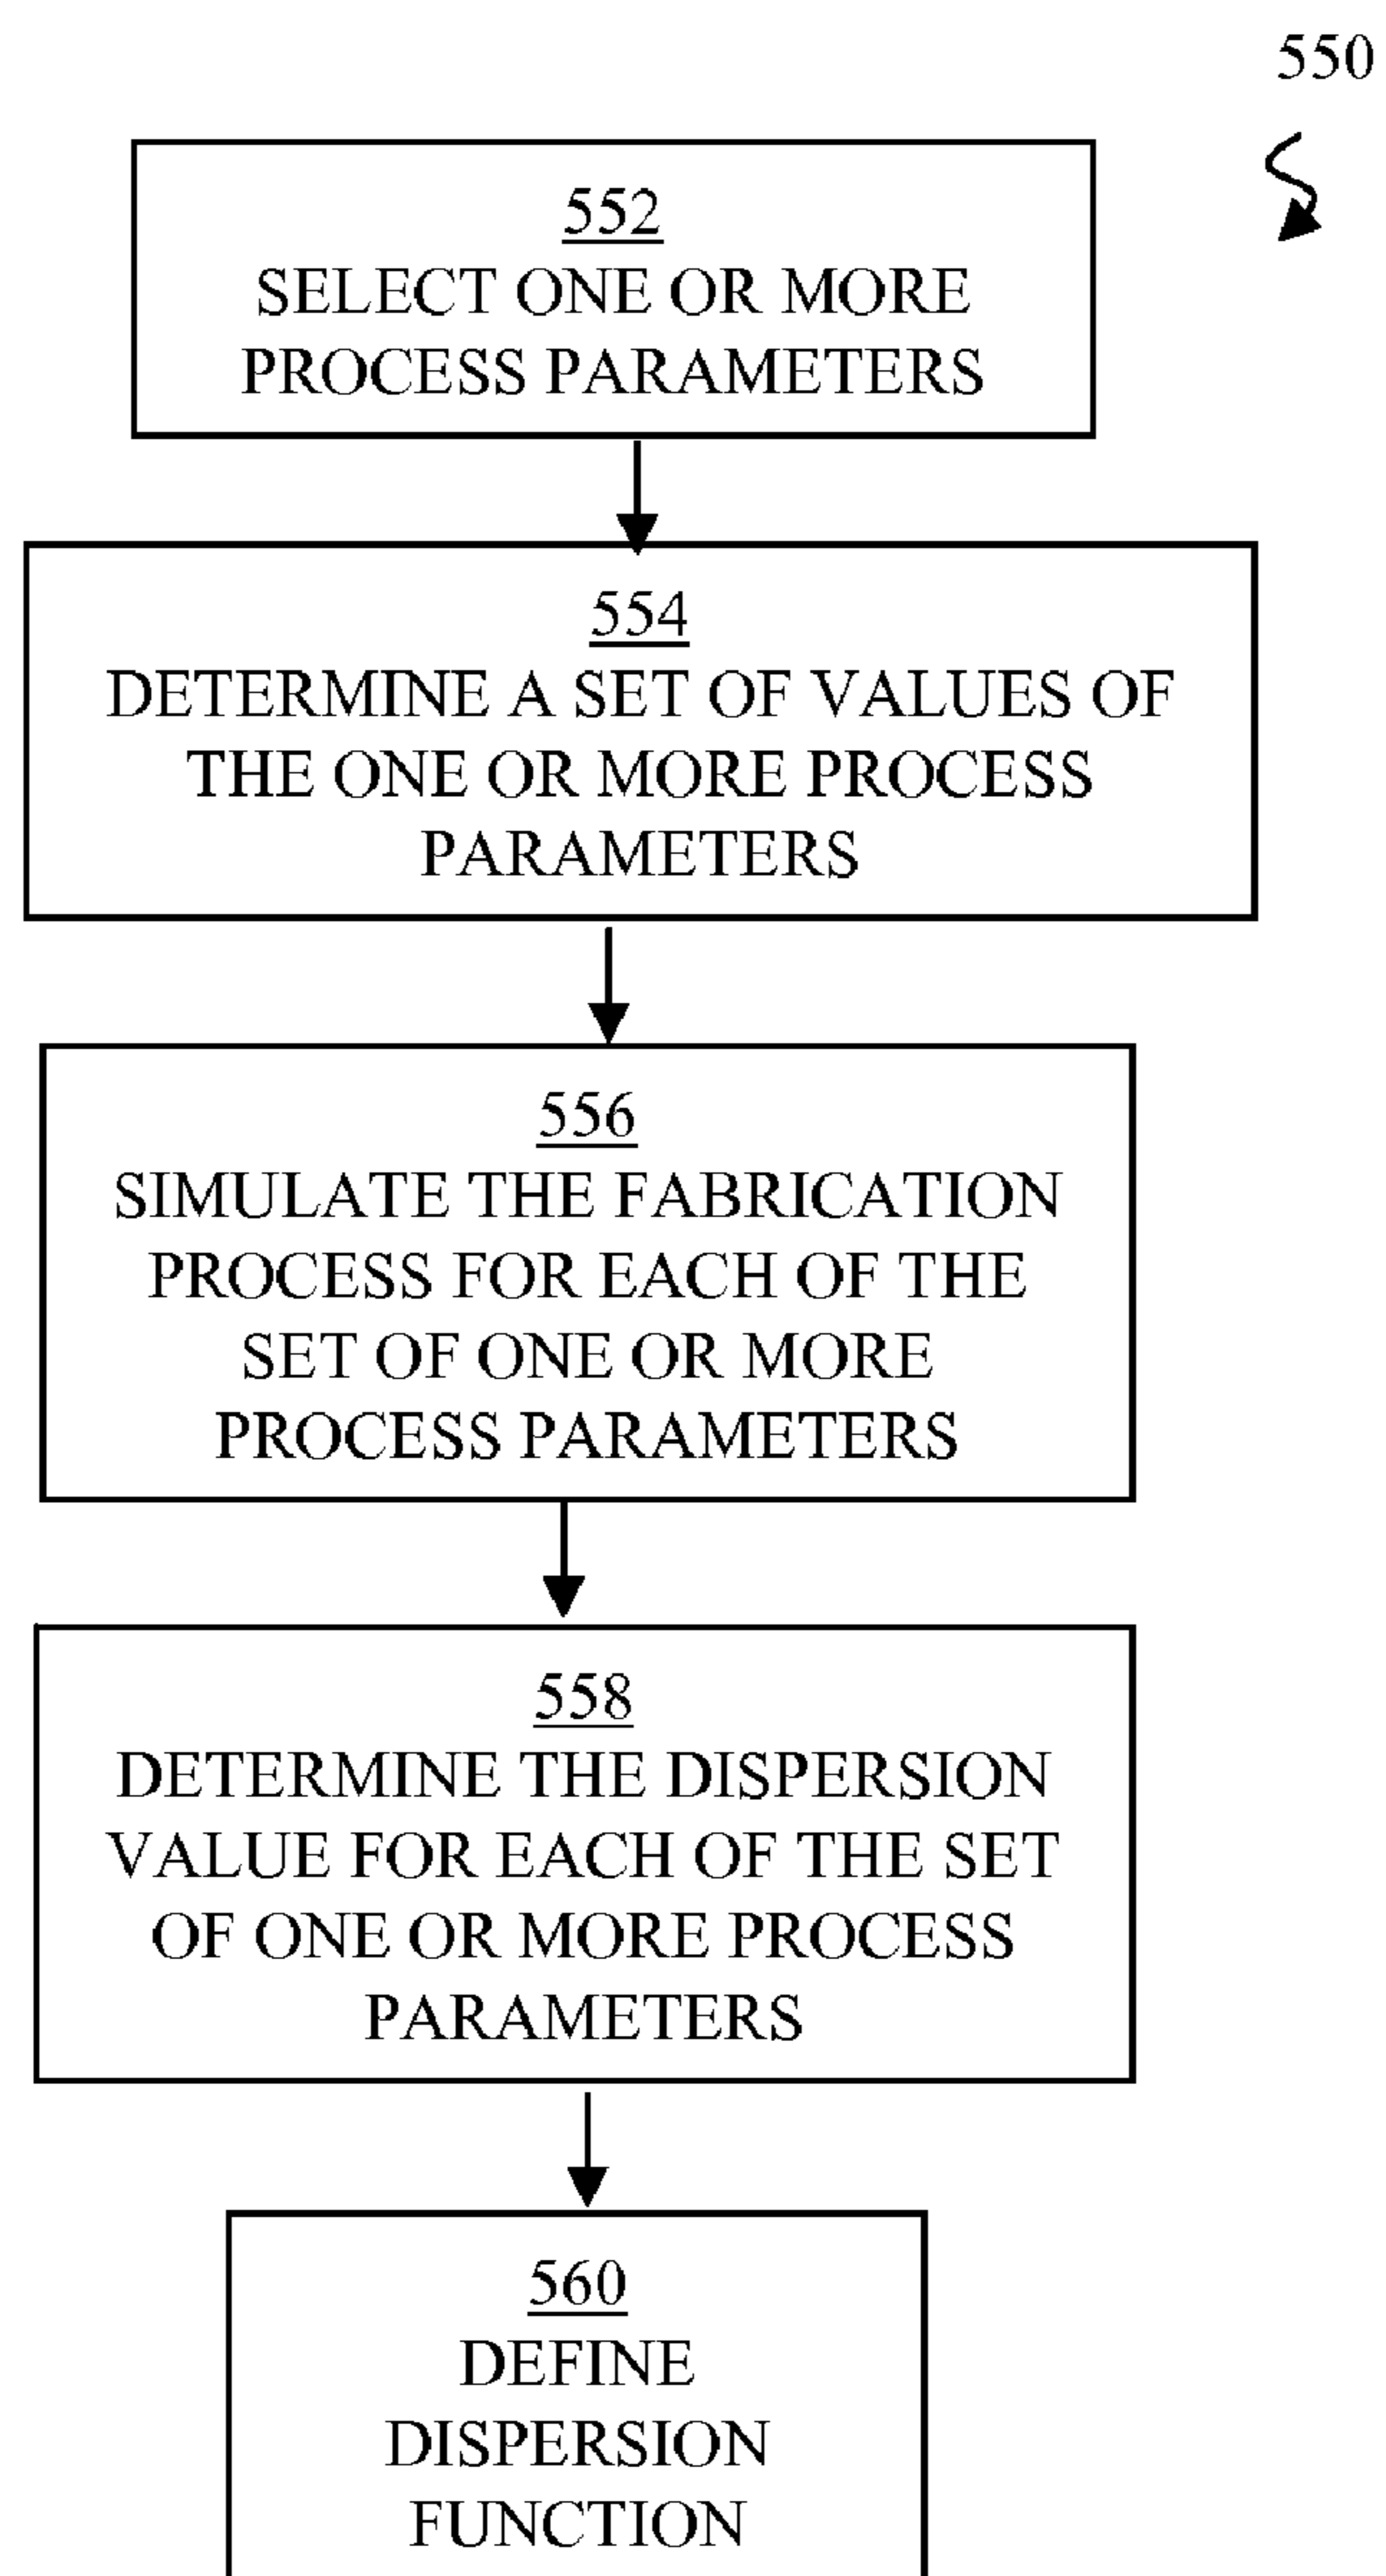 550
552
SELECT ONE OR MORE
PROCESS PARAMETERS
554
DETERMINE A SET OF VALUES OF
THE ONE OR MORE PROCESS
PARAMETERS
556
SIMULATE THE FABRICATION
PROCESS FOR EACH OF THE
SET OF ONE OR MORE
PROCESS PARAMETERS
558
DETERMINE THE DISPERSION
VALUE FOR EACH OF THE SET
OF ONE OR MORE PROCESS
PARAMETERS
560
DEFINE
DISPERSION
FUNCTION